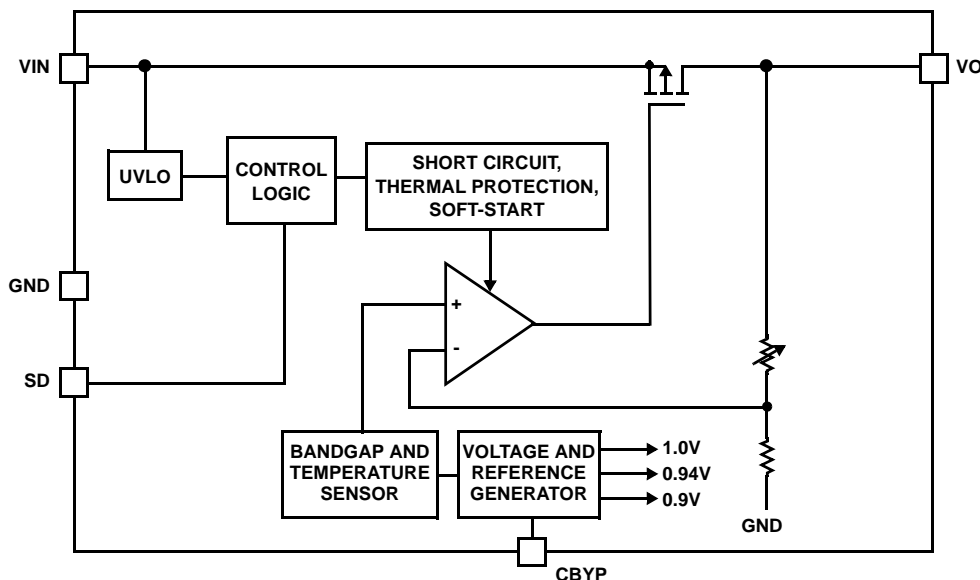 VIN
VO
UVLO
CONTROL
LOGIC
SHORT CIRCUIT,
THERMAL PROTECTION,
SOFT-START
GND
+
-
SD
BANDGAP AND
TEMPERATURE
SENSOR
VOLTAGE AND
REFERENCE
GENERATOR
1.0V
0.94V
0.9V
GND
CBYP